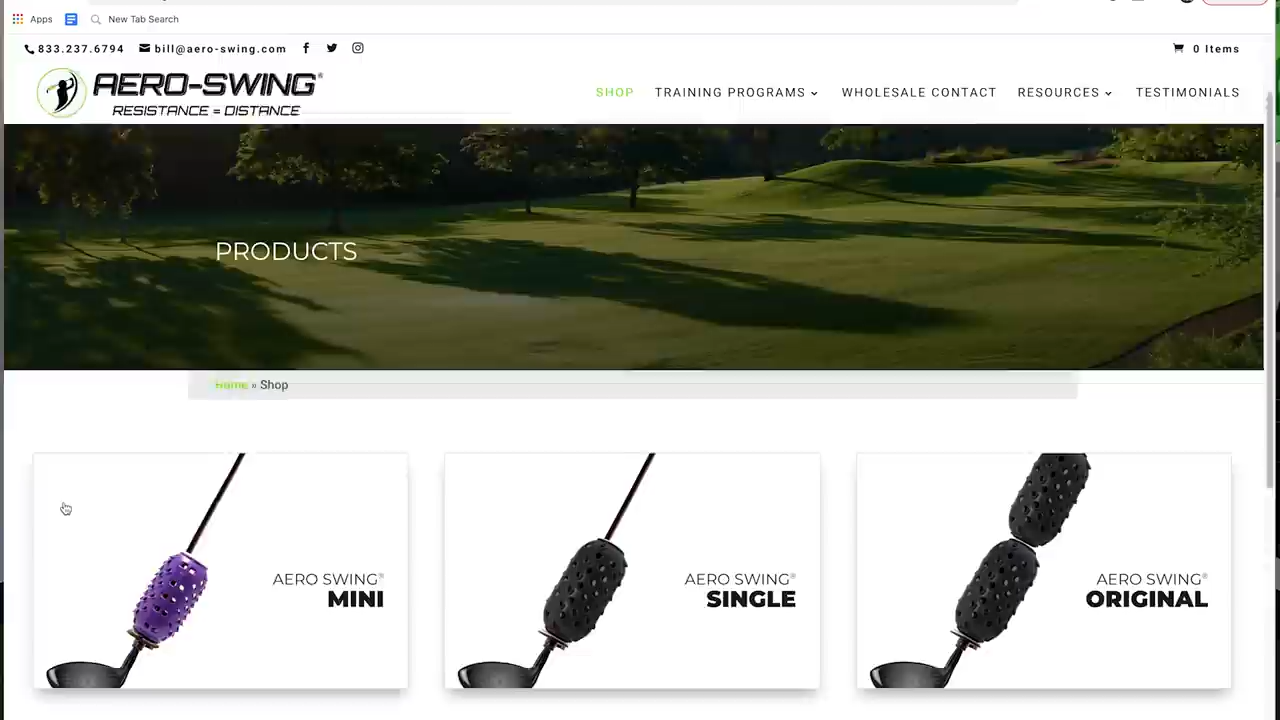 Apps
New Tab Search
833.237.6794
bill@aero-swing.com
0 Items
AERO-SWING®
RESISTANCE = DISTANCE
SHOP
TRAINING PROGRAMS
WHOLESALE CONTACT
RESOURCES
TESTIMONIALS
PRODUCTS
Home » Shop
AERO SWING®
MINI
AERO SWING®
SINGLE
AERO SWING®
ORIGINAL